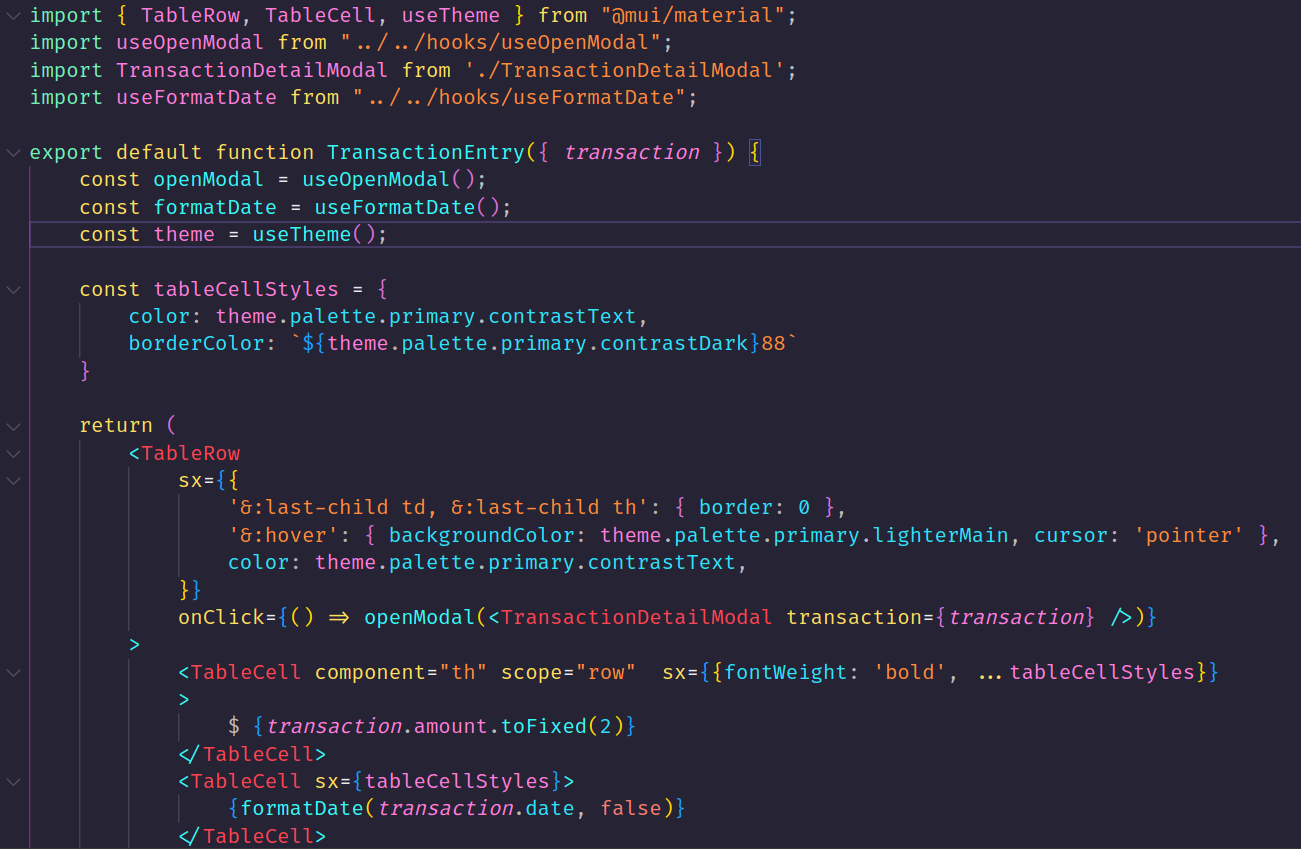 import { TableRow, TableCell, useTheme } from "@mui/material";
import useOpenModal from "../../hooks/useOpenModal";
import TransactionDetailModal from './TransactionDetailModal';
import useFormatDate from "../../hooks/useFormatDate";

export default function TransactionEntry({ transaction }) {
    const openModal = useOpenModal();
    const formatDate = useFormatDate();
    const theme = useTheme();

    const tableCellStyles = {
        color: theme.palette.primary.contrastText,
        borderColor: `${theme.palette.primary.contrastDark}88`
    }

    return (
        <TableRow
            sx={{
                '&:last-child td, &:last-child th': { border: 0 },
                '&:hover': { backgroundColor: theme.palette.primary.lighterMain, cursor: 'pointer' },
                color: theme.palette.primary.contrastText,
            }}
            onClick={() => openModal(<TransactionDetailModal transaction={transaction} />)}
        >
            <TableCell component="th" scope="row"  sx={{fontWeight: 'bold', ...tableCellStyles}}
            >
                $ {transaction.amount.toFixed(2)}
            </TableCell>
            <TableCell sx={tableCellStyles}>
                {formatDate(transaction.date, false)}
            </TableCell>